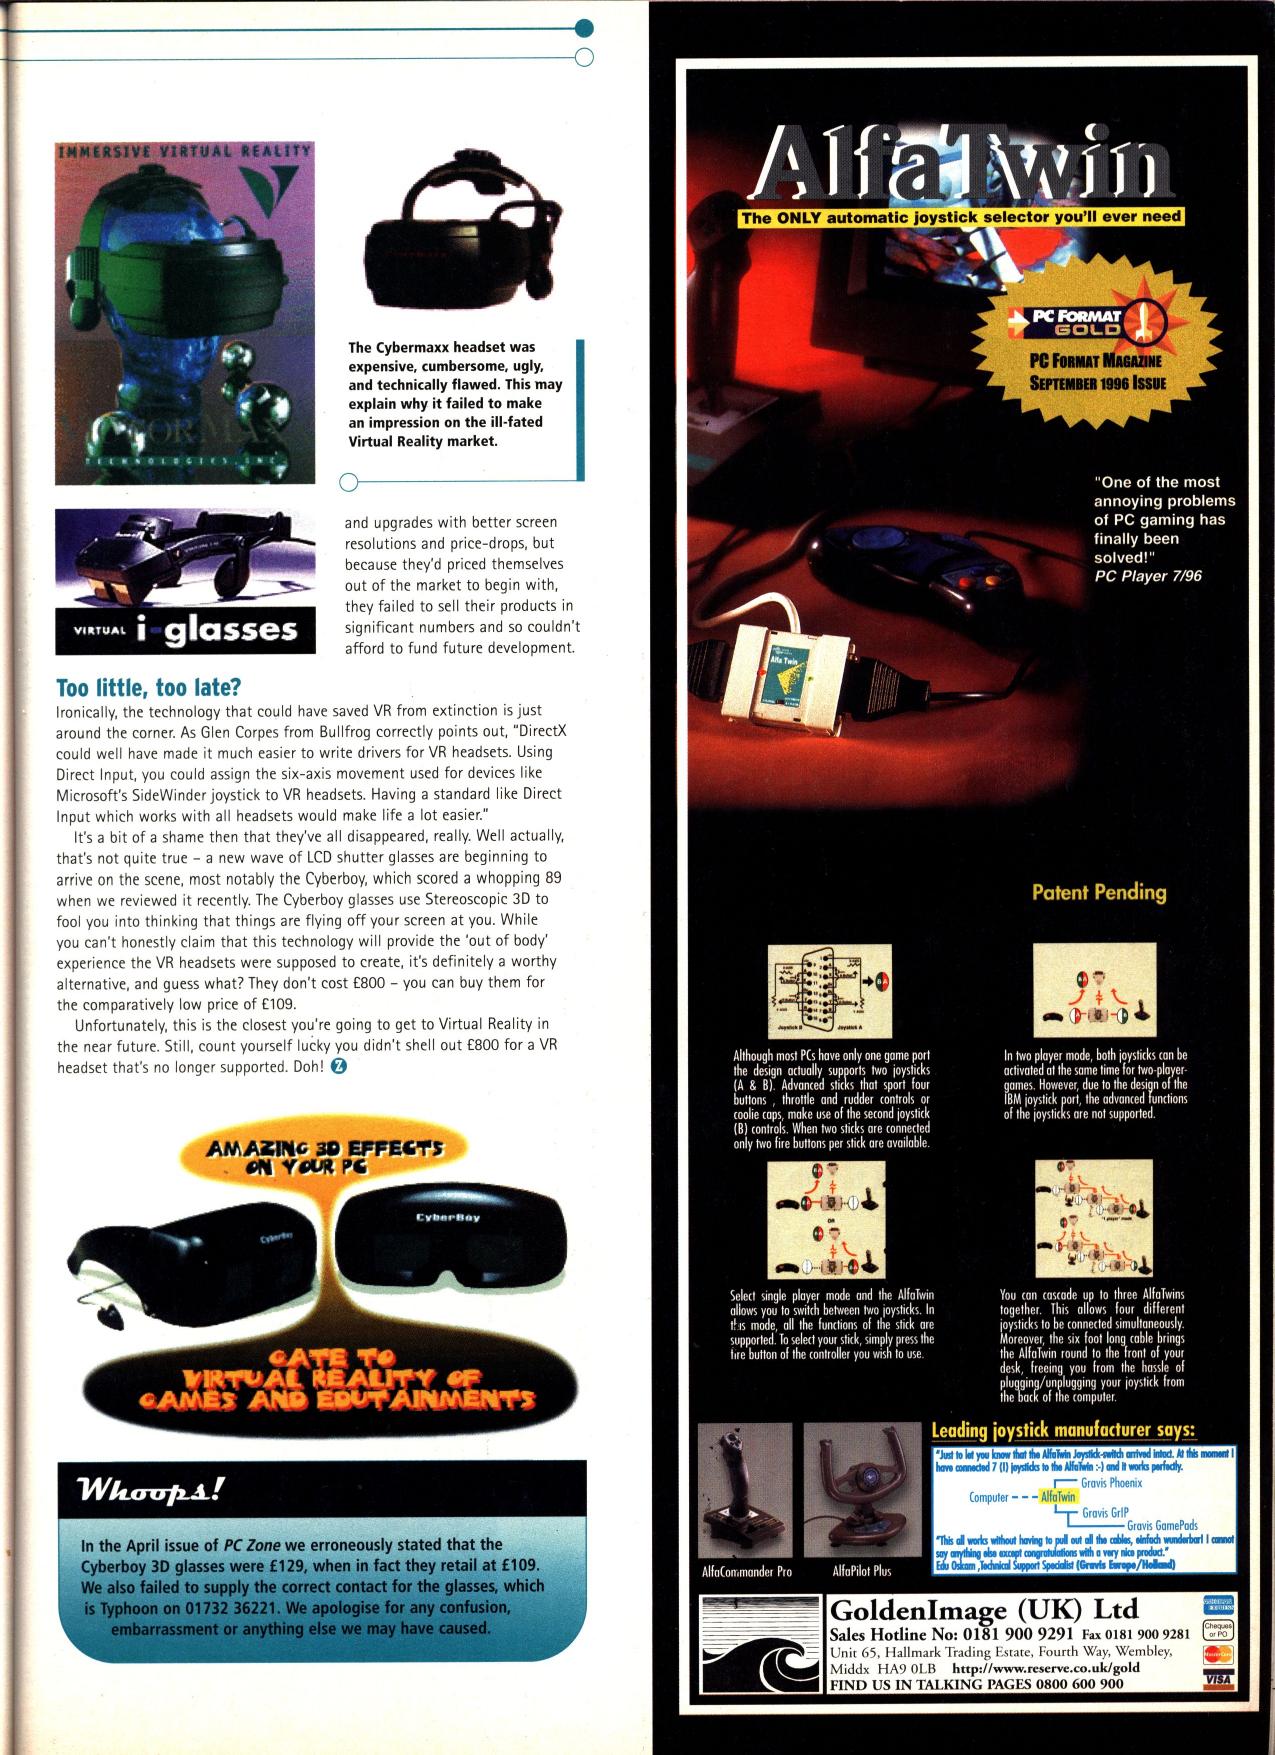 IMMERSIVE VIRTUAL REALITY
TECHNOLOGIES, INC.
The Cybermaxx headset was
expensive, cumbersome, ugly,
and technically flawed. This may
explain why it failed to make
an impression on the ill-fated
Virtual Reality market.
VIRTUAL i-glasses
and upgrades with better screen
resolutions and price-drops, but
because they'd priced themselves
out of the market to begin with,
they failed to sell their products in
significant numbers and so couldn't
afford to fund future development.
Too little, too late?
Ironically, the technology that could have saved VR from extinction is just
around the corner. As Glen Corpes from Bullfrog correctly points out, "DirectX
could well have made it much easier to write drivers for VR headsets. Using
Direct Input, you could assign the six-axis movement used for devices like
Microsoft's SideWinder joystick to VR headsets. Having a standard like Direct
Input which works with all headsets would make life a lot easier."
It's a bit of a shame then that they've all disappeared, really. Well actually,
that's not quite true – a new wave of LCD shutter glasses are beginning to
arrive on the scene, most notably the Cyberboy, which scored a whopping 89
when we reviewed it recently. The Cyberboy glasses use Stereoscopic 3D to
fool you into thinking that things are flying off your screen at you. While
you can't honestly claim that this technology will provide the 'out of body'
experience the VR headsets were supposed to create, it's definitely a worthy
alternative, and guess what? They don't cost £800 – you can buy them for
the comparatively low price of £109.
Unfortunately, this is the closest you're going to get to Virtual Reality in
the near future. Still, count yourself lucky you didn't shell out £800 for a VR
headset that's no longer supported. Doh! Z
AMAZING 3D EFFECTS
ON YOUR PC
CyberBoy
CyberBoy
GATE TO
VIRTUAL REALITY OF
GAMES AND EDUTAINMENTS
Whoops!
In the April issue of PC Zone we erroneously stated that the
Cyberboy 3D glasses were £129, when in fact they retail at £109.
We also failed to supply the correct contact for the glasses, which
is Typhoon on 01732 36221. We apologise for any confusion,
embarrassment or anything else we may have caused.
AlfaTwin
The ONLY automatic joystick selector you'll ever need
PC FORMAT
GOLD
PC FORMAT MAGAZINE
SEPTEMBER 1996 ISSUE
"One of the most
annoying problems
of PC gaming has
finally been
solved!"
PC Player 7/96
Alfa Twin
Patent Pending
Joystick B Joystick A
B A
Although most PCs have only one game port
the design actually supports two joysticks
(A & B). Advanced sticks that sport four
buttons , throttle and rudder controls or
coolie caps, make use of the second joystick
(B) controls. When two sticks are connected
only two fire buttons per stick are available.
In two player mode, both joysticks can be
activated at the same time for two-player-
games. However, due to the design of the
IBM joystick port, the advanced functions
of the joysticks are not supported.
OR
Select single player mode and the AlfaTwin
allows you to switch between two joysticks. In
this mode, all the functions of the stick are
supported. To select your stick, simply press the
fire button of the controller you wish to use.
"1 player" mode
You can cascade up to three AlfaTwins
together. This allows four different
joysticks to be connected simultaneously.
Moreover, the six foot long cable brings
the AlfaTwin round to the front of your
desk, freeing you from the hassle of
plugging/unplugging your joystick from
the back of the computer.
AlfaCommander Pro
AlfaPilot Plus
Leading joystick manufacturer says:
"Just to let you know that the AlfaTwin Joystick-switch arrived intact. At this moment I
have connected 7 (!) joysticks to the AlfaTwin :-) and it works perfectly.
Gravis Phoenix
Computer --- AlfaTwin
Gravis GrIP
Gravis GamePads
"This all works without having to pull out all the cables, einfach wunderbar! I cannot
say anything else except congratulations with a very nice product."
Edu Oskam ,Technical Support Specialist (Gravis Europe/Holland)
GoldenImage (UK) Ltd
Sales Hotline No: 0181 900 9291 Fax 0181 900 9281
Unit 65, Hallmark Trading Estate, Fourth Way, Wembley,
Middx HA9 0LB http://www.reserve.co.uk/gold
FIND US IN TALKING PAGES 0800 600 900
AMERICAN EXPRESS
Cheques
or PO
MasterCard
VISA